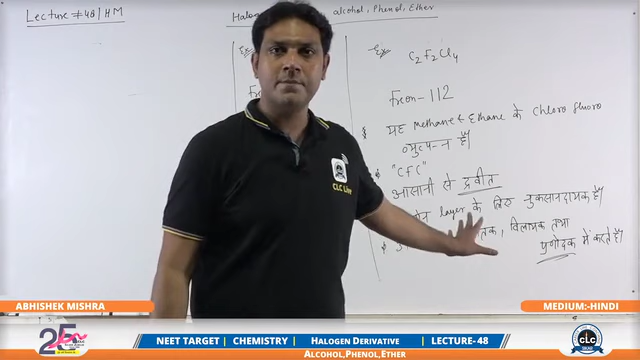 Lecture #48/HM
Halogen alcohol, Phenol, Ether
Ex
Ex C2F2Cl4
Freon-112
यह Methane & Ethane के Chloro fluoro
व्युत्पन्न है।
"CFC"
आसानी से द्रवीत
layer के लिए नुकसानदायक है।
विलायक तथा
प्रणोदक में करते है।
CLC Live
ABHISHEK MISHRA
MEDIUM:-HINDI
25
NEET TARGET CHEMISTRY HALOGEN DERIVATIVE LECTURE-48
ALCOHOL,PHENOL,ETHER
CLC